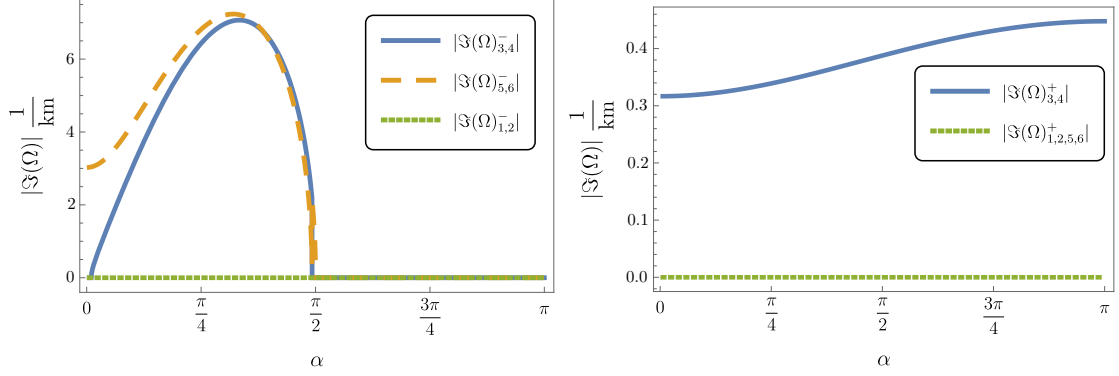 |ℑ(Ω)| 1/km
6
4
2
0
|ℑ(Ω)⁻₃,₄|
|ℑ(Ω)⁻₅,₆|
|ℑ(Ω)⁻₁,₂|
0
π/4
π/2
3π/4
π
α
|ℑ(Ω)| 1/km
0.4
0.3
0.2
0.1
0.0
|ℑ(Ω)⁺₃,₄|
|ℑ(Ω)⁺₁,₂,₅,₆|
0
π/4
π/2
3π/4
π
α